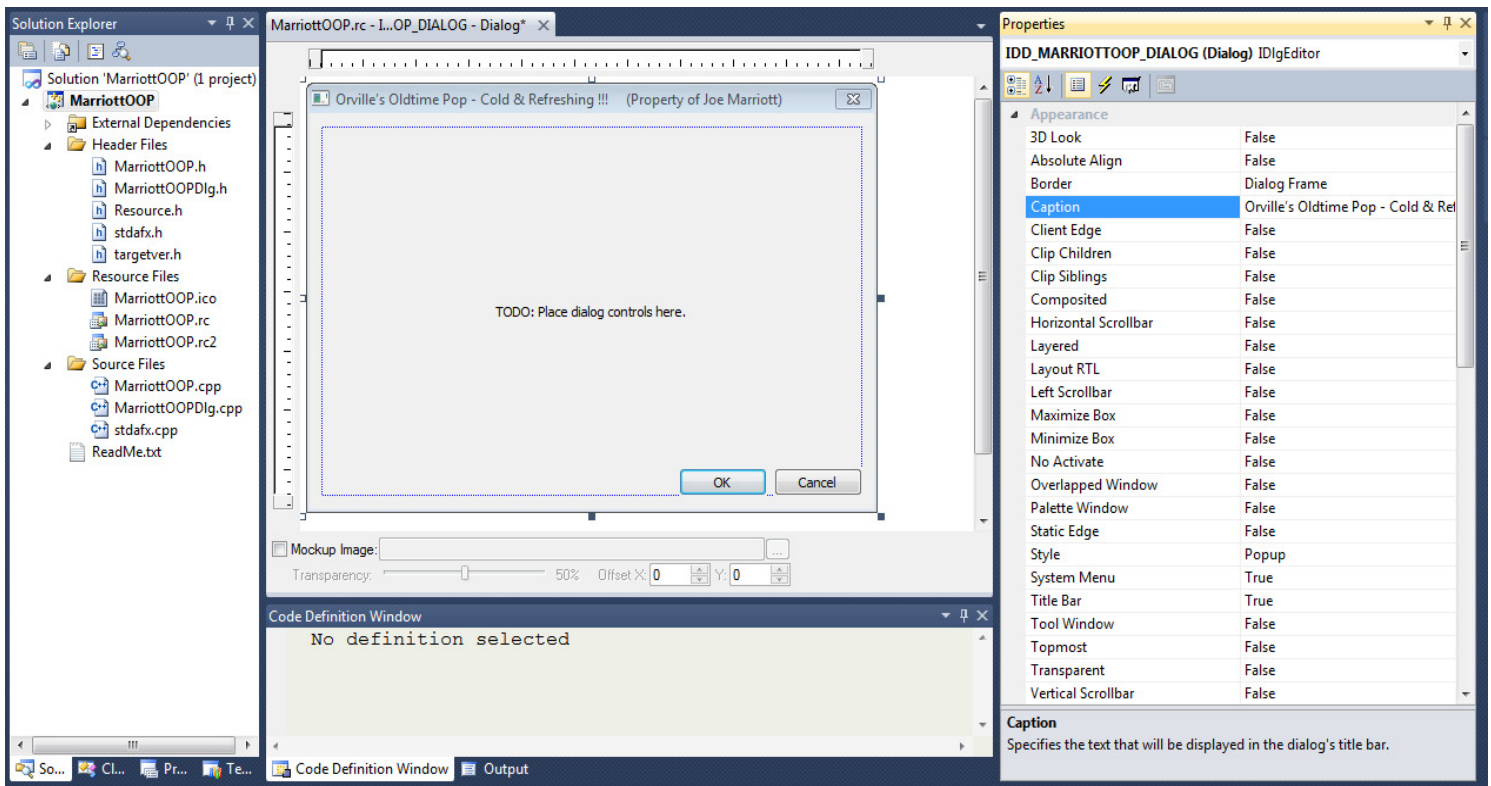 Solution Explorer
Solution 'MarriottOOP' (1 project)
MarriottOOP
External Dependencies
Header Files
MarriottOOP.h
MarriottOOPDlg.h
Resource.h
stdafx.h
targetver.h
Resource Files
MarriottOOP.ico
MarriottOOP.rc
MarriottOOP.rc2
Source Files
MarriottOOP.cpp
MarriottOOPDlg.cpp
stdafx.cpp
ReadMe.txt
So... Cl... Pr... Te...
MarriottOOP.rc - I...OP_DIALOG - Dialog*
Orville's Oldtime Pop - Cold & Refreshing !!! (Property of Joe Marriott)
TODO: Place dialog controls here.
OK Cancel
Mockup Image: ...
Transparency: 50% Offset X: 0 Y: 0
Code Definition Window
No definition selected
Code Definition Window Output
Properties
IDD_MARRIOTTOOP_DIALOG (Dialog) IDlgEditor
Appearance
3D Look False
Absolute Align False
Border Dialog Frame
Caption Orville's Oldtime Pop - Cold & Ref
Client Edge False
Clip Children False
Clip Siblings False
Composited False
Horizontal Scrollbar False
Layered False
Layout RTL False
Left Scrollbar False
Maximize Box False
Minimize Box False
No Activate False
Overlapped Window False
Palette Window False
Static Edge False
Style Popup
System Menu True
Title Bar True
Tool Window False
Topmost False
Transparent False
Vertical Scrollbar False
Caption
Specifies the text that will be displayed in the dialog's title bar.